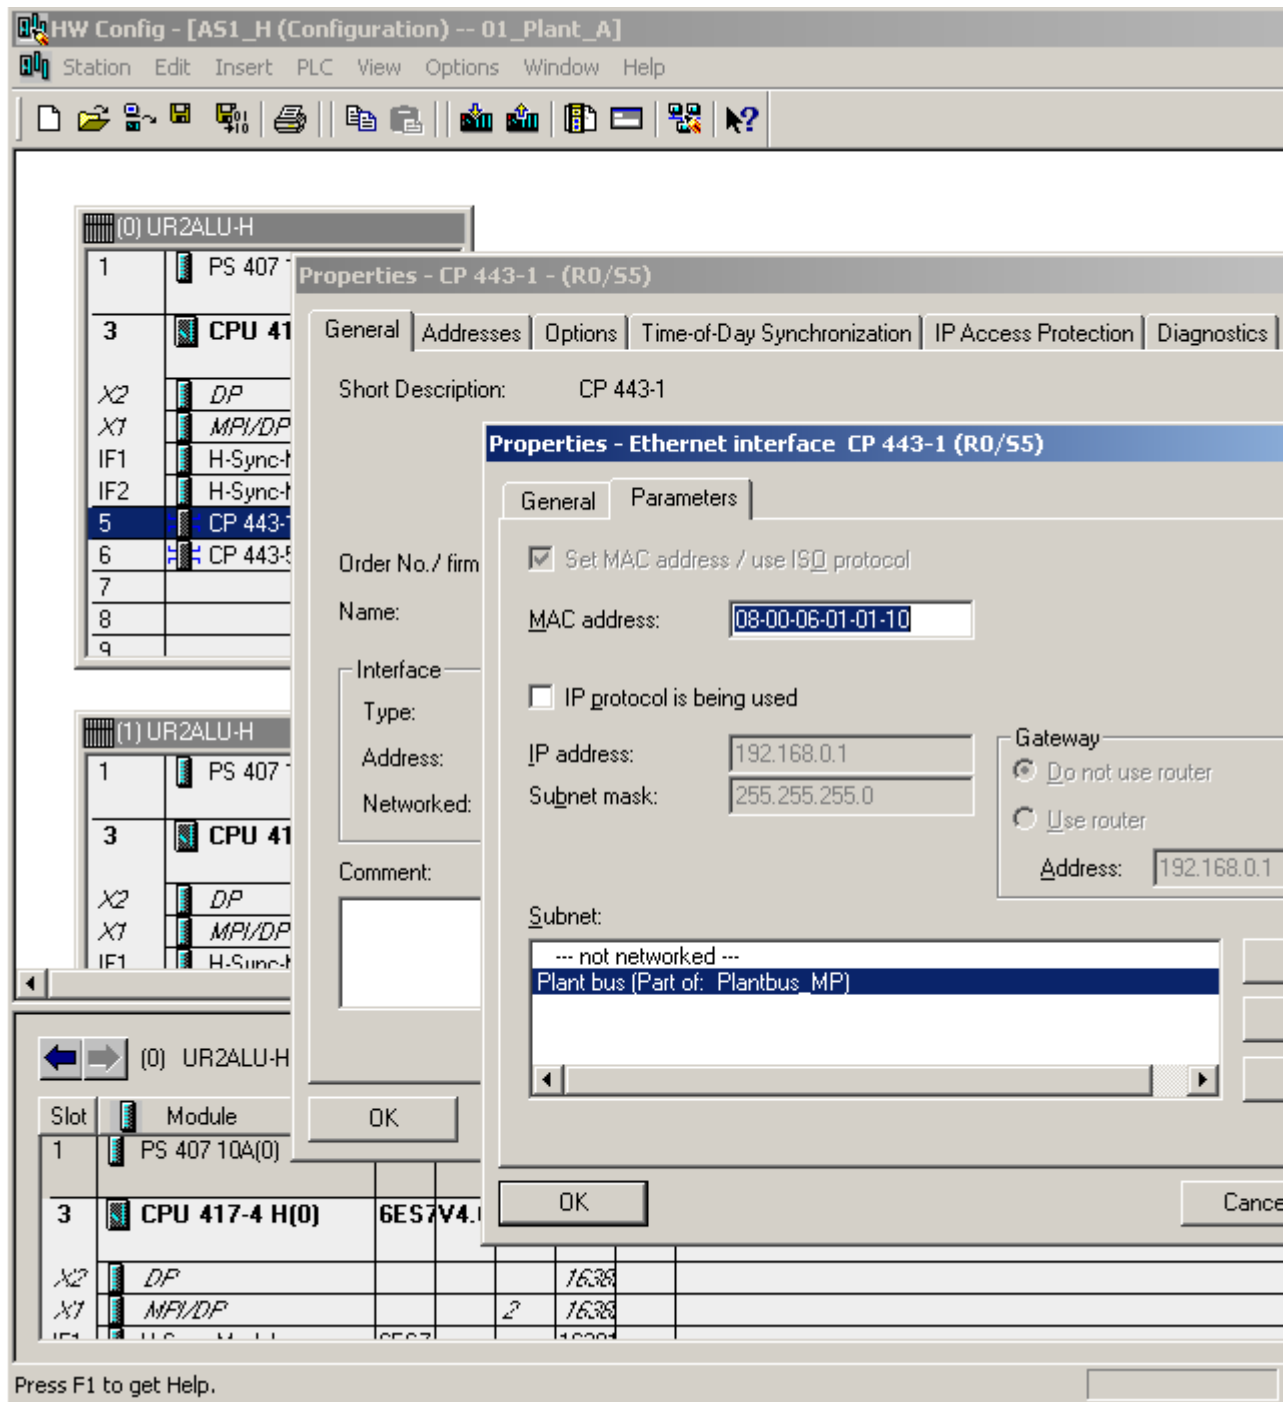 HW Config - [AS1_H (Configuration) -- 01_Plant_A]
Station Edit Insert PLC View Options Window Help
(0) UR2ALU-H
1 PS 407
3 CPU 41
X2 DP
X1 MPI/DP
IF1 H-Sync-
IF2 H-Sync-
5 CP 443-1
6 CP 443-5
7
8
9
(1) UR2ALU-H
1 PS 407
3 CPU 41
X2 DP
X1 MPI/DP
IF1 H-Sync-
Properties - CP 443-1 - (R0/S5)
General Addresses Options Time-of-Day Synchronization IP Access Protection Diagnostics
Short Description: CP 443-1
Order No./ firm
Name:
Interface
Type:
Address:
Networked:
Comment:
OK
Properties - Ethernet interface CP 443-1 (R0/S5)
General Parameters
Set MAC address / use ISO protocol
MAC address: 08-00-06-01-01-10
IP protocol is being used
IP address: 192.168.0.1
Subnet mask: 255.255.255.0
Gateway
Do not use router
Use router
Address: 192.168.0.1
Subnet:
--- not networked ---
Plant bus (Part of: Plantbus_MP)
OK Cance
(0) UR2ALU-H
Slot Module
1 PS 407 10A(0)
3 CPU 417-4 H(0) 6ES7 V4.
X2 DP 1638
X1 MPI/DP 2 1638
Press F1 to get Help.